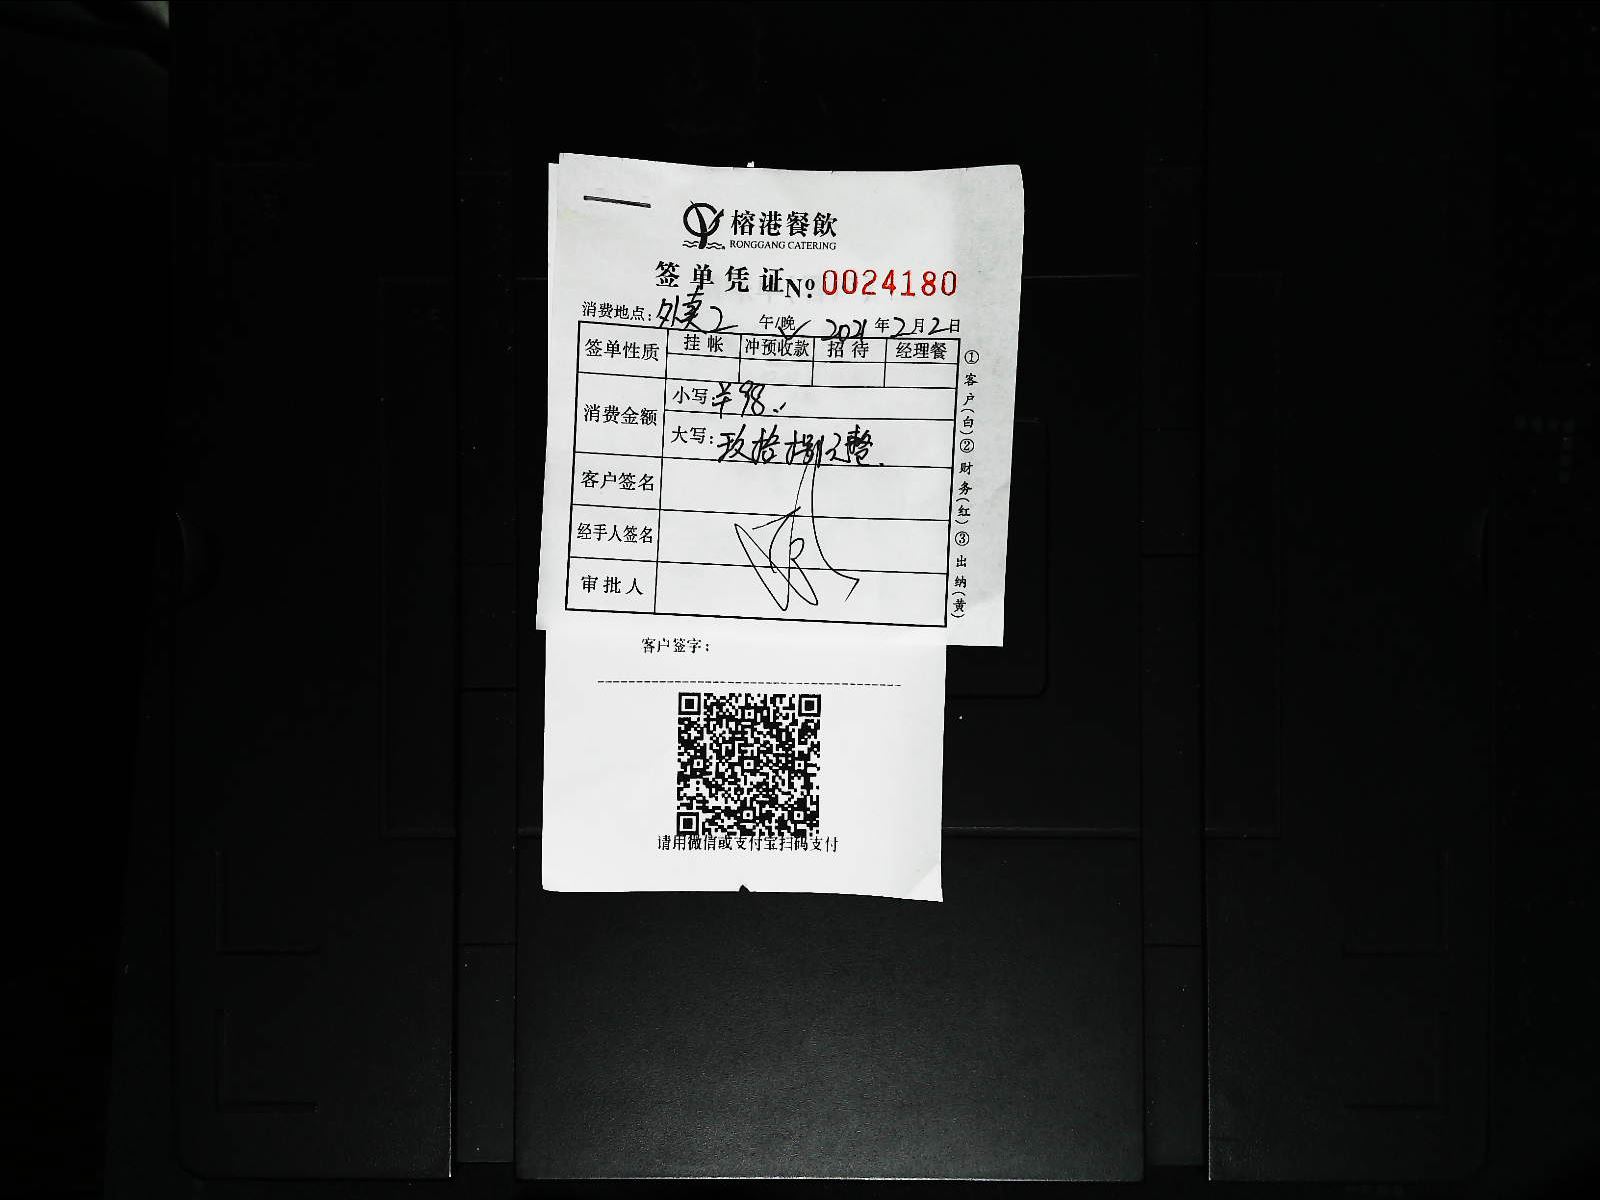 榕港餐飲
RONGGANG CATERING
签单凭证 Nº: 0024180
消费地点: 外卖2 午/晚 2021年2月2日
签单性质 挂帐 冲预收款 招待 经理餐
消费金额 小写: ¥98.
大写: 玖拾捌元整.
客户签名
经手人签名
审批人
①客户(白)②财务(红)③出纳(黄)
客户签字:
请用微信或支付宝扫码支付